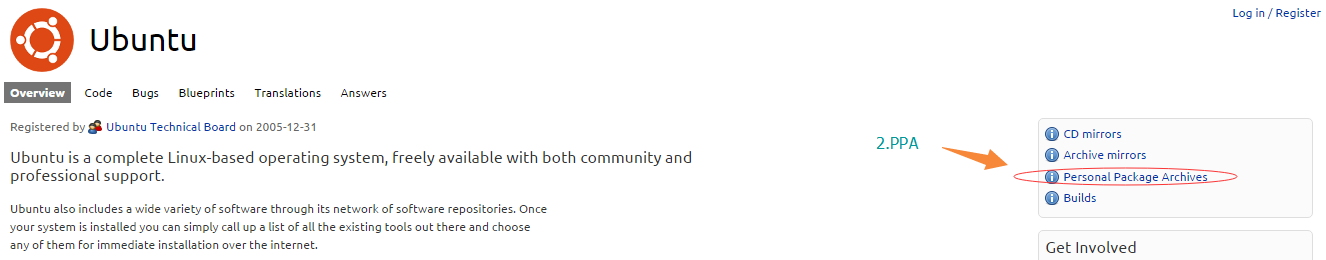 Log in / Register
Ubuntu
Overview Code Bugs Blueprints Translations Answers
Registered by Ubuntu Technical Board on 2005-12-31
Ubuntu is a complete Linux-based operating system, freely available with both community and
professional support.
Ubuntu also includes a wide variety of software through its network of software repositories. Once
your system is installed you can simply call up a list of all the existing tools out there and choose
any of them for immediate installation over the internet.
2.PPA
CD mirrors
Archive mirrors
Personal Package Archives
Builds
Get Involved